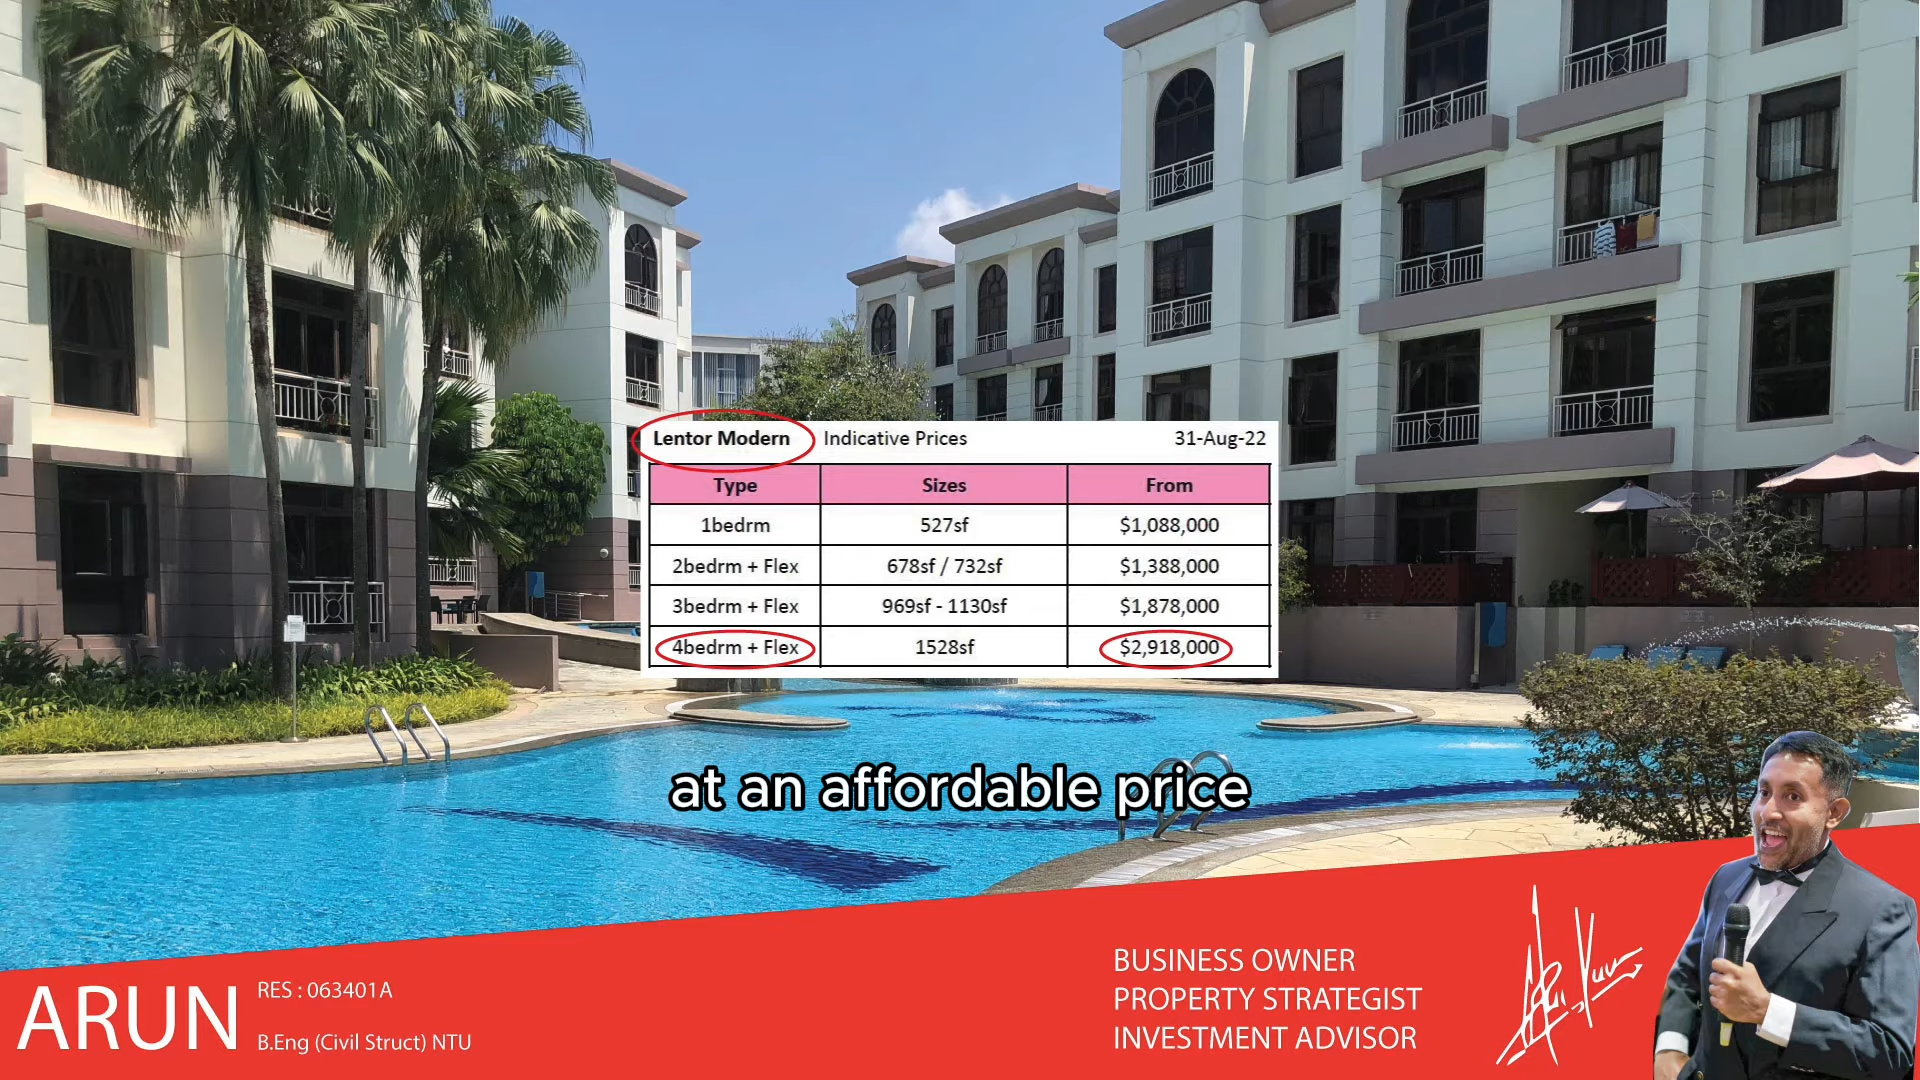 Lentor Modern Indicative Prices 31-Aug-22
Type Sizes From
1bedrm 527sf $1,088,000
2bedrm + Flex 678sf / 732sf $1,388,000
3bedrm + Flex 969sf - 1130sf $1,878,000
4bedrm + Flex 1528sf $2,918,000
at an affordable price
ARUN
RES : 063401A
B.Eng (Civil Struct) NTU
BUSINESS OWNER
PROPERTY STRATEGIST
INVESTMENT ADVISOR